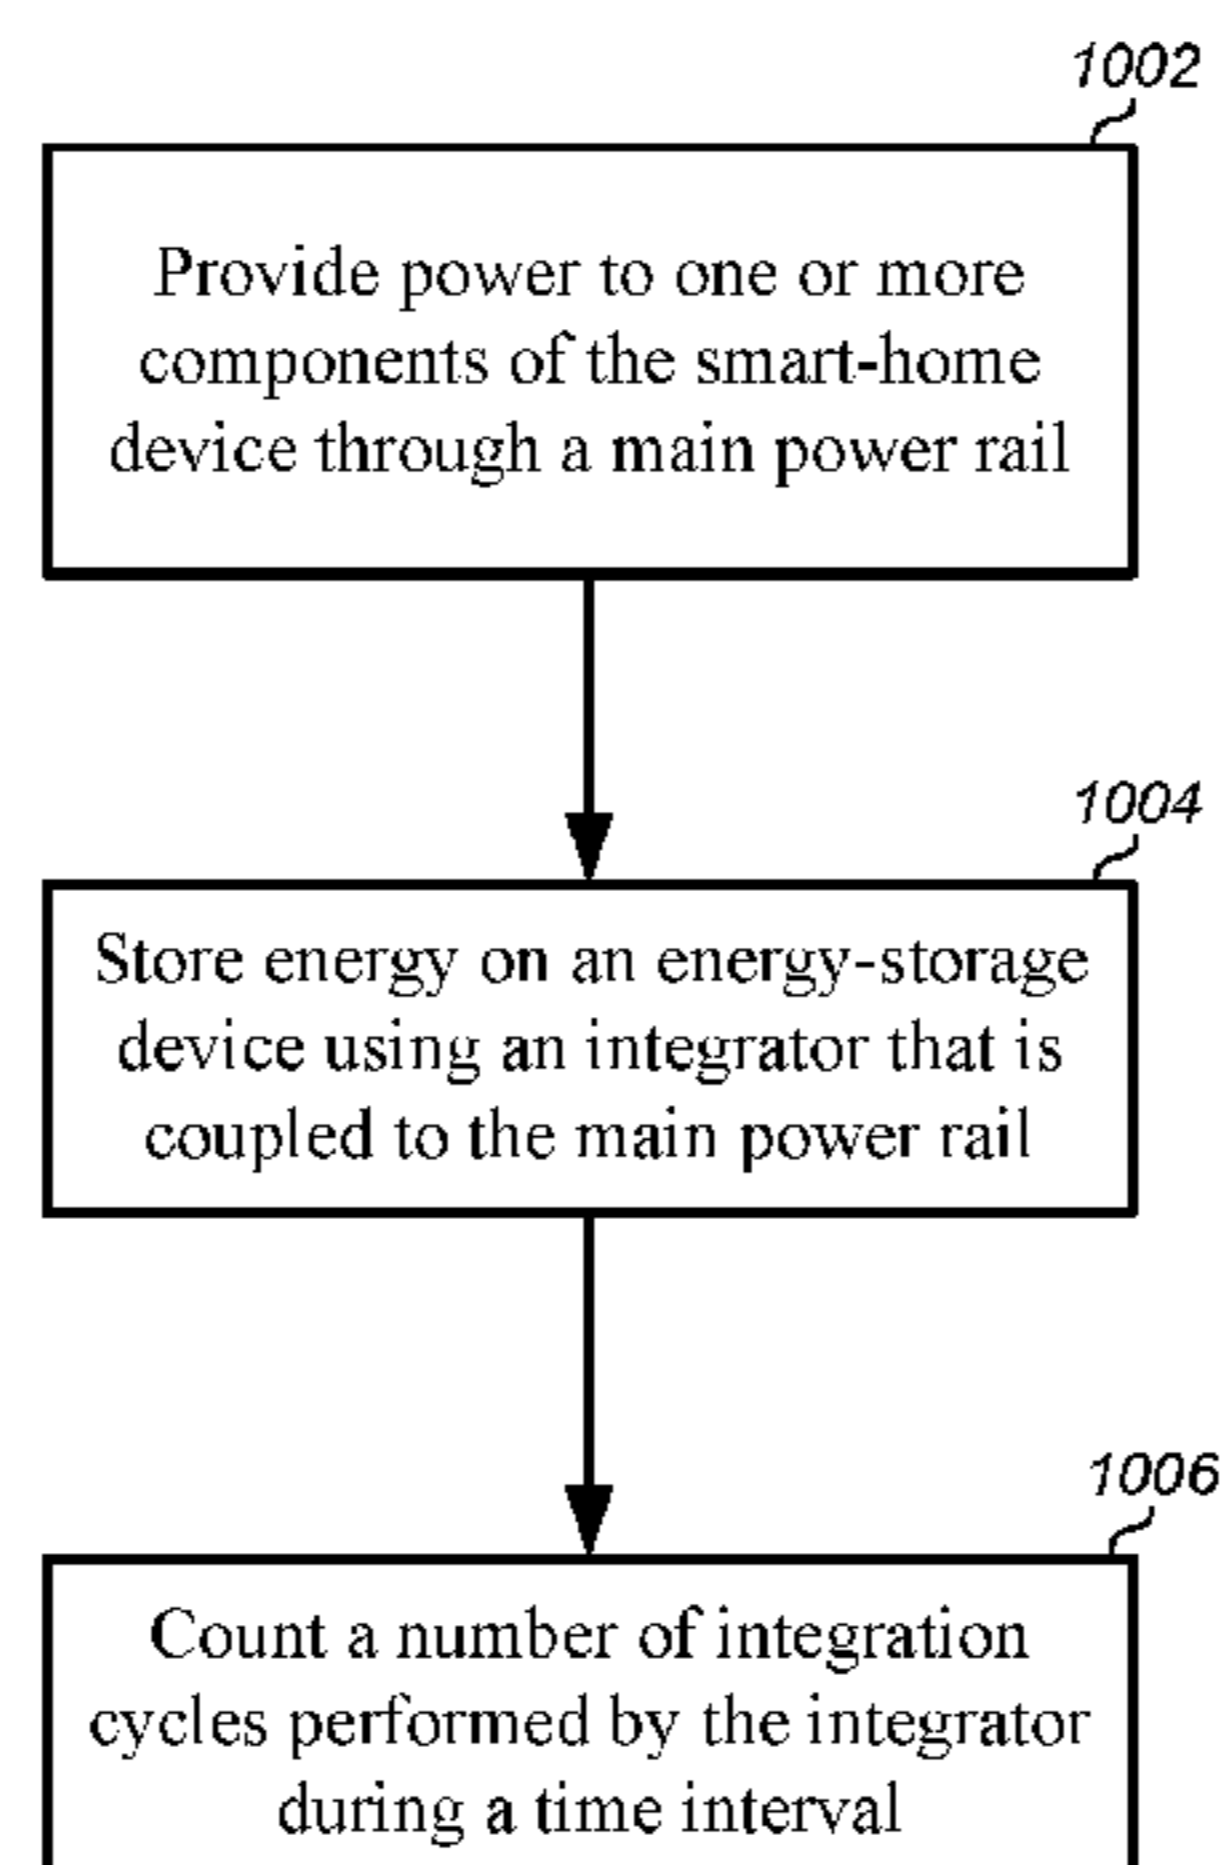 1002
Provide power to one or more
components of the smart-home
device through a main power rail
1004
Store energy on an energy-storage
device using an integrator that is
coupled to the main power rail
1006
Count a number of integration
cycles performed by the integrator
during a time interval